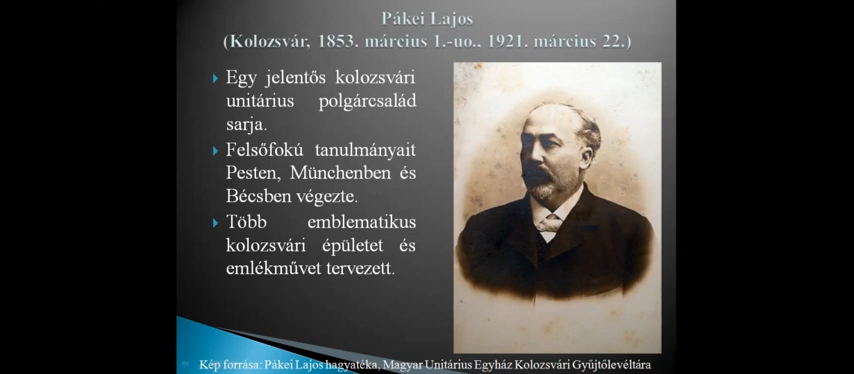 Pákei Lajos
(Kolozsvár, 1853. március 1.-uo., 1921. március 22.)
Egy jelentős kolozsvári
unitárius polgárcsalád
sarja.
Felsőfokú tanulmányait
Pesten, Münchenben és
Bécsben végezte.
Több emblematikus
kolozsvári épületet és
emlékművet tervezett.
Kép forrása: Pákei Lajos hagyatéka, Magyar Unitárius Egyház Kolozsvári Gyűjtőlevéltára